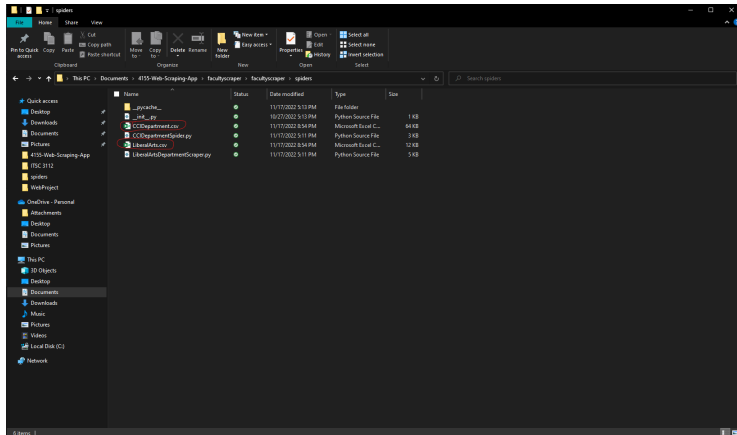 spiders
File Home Share View
Pin to Quick access
Copy
Paste
Cut
Copy path
Paste shortcut
Clipboard
Move to
Copy to
Delete
Rename
Organize
New folder
New item
Easy access
New
Properties
Open
Edit
History
Open
Select all
Select none
Invert selection
Select
This PC > Documents > 4155-Web-Scraping-App > facultyscraper > facultyscraper > spiders
Search spiders
Name Status Date modified Type Size
__pycache__ 11/17/2022 5:13 PM File folder
__init__.py 10/27/2022 5:13 PM Python Source File 1 KB
CCIDepartment.csv 11/17/2022 8:54 PM Microsoft Excel C... 64 KB
CCIDepartmentSpider.py 11/17/2022 5:11 PM Python Source File 3 KB
LiberalArts.csv 11/17/2022 8:54 PM Microsoft Excel C... 12 KB
LiberalArtsDepartmentScraper.py 11/17/2022 5:11 PM Python Source File 5 KB
Quick access
Desktop
Downloads
Documents
Pictures
4155-Web-Scraping-App
ITSC 3112
spiders
WebProject
OneDrive - Personal
Attachments
Desktop
Documents
Pictures
This PC
3D Objects
Desktop
Documents
Downloads
Music
Pictures
Videos
Local Disk (C:)
Network
6 items